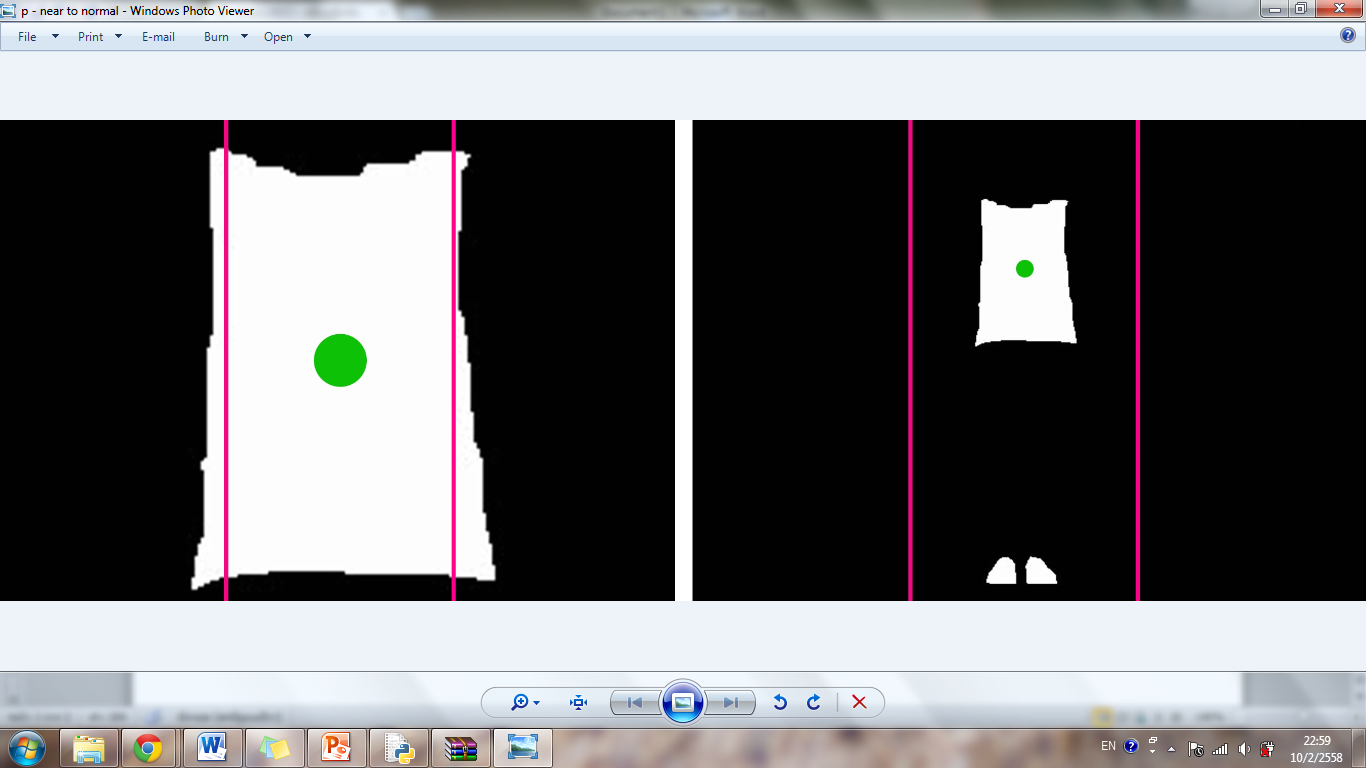 p - near to normal - Windows Photo Viewer
File Print E-mail Burn Open
EN
22:59
10/2/2558